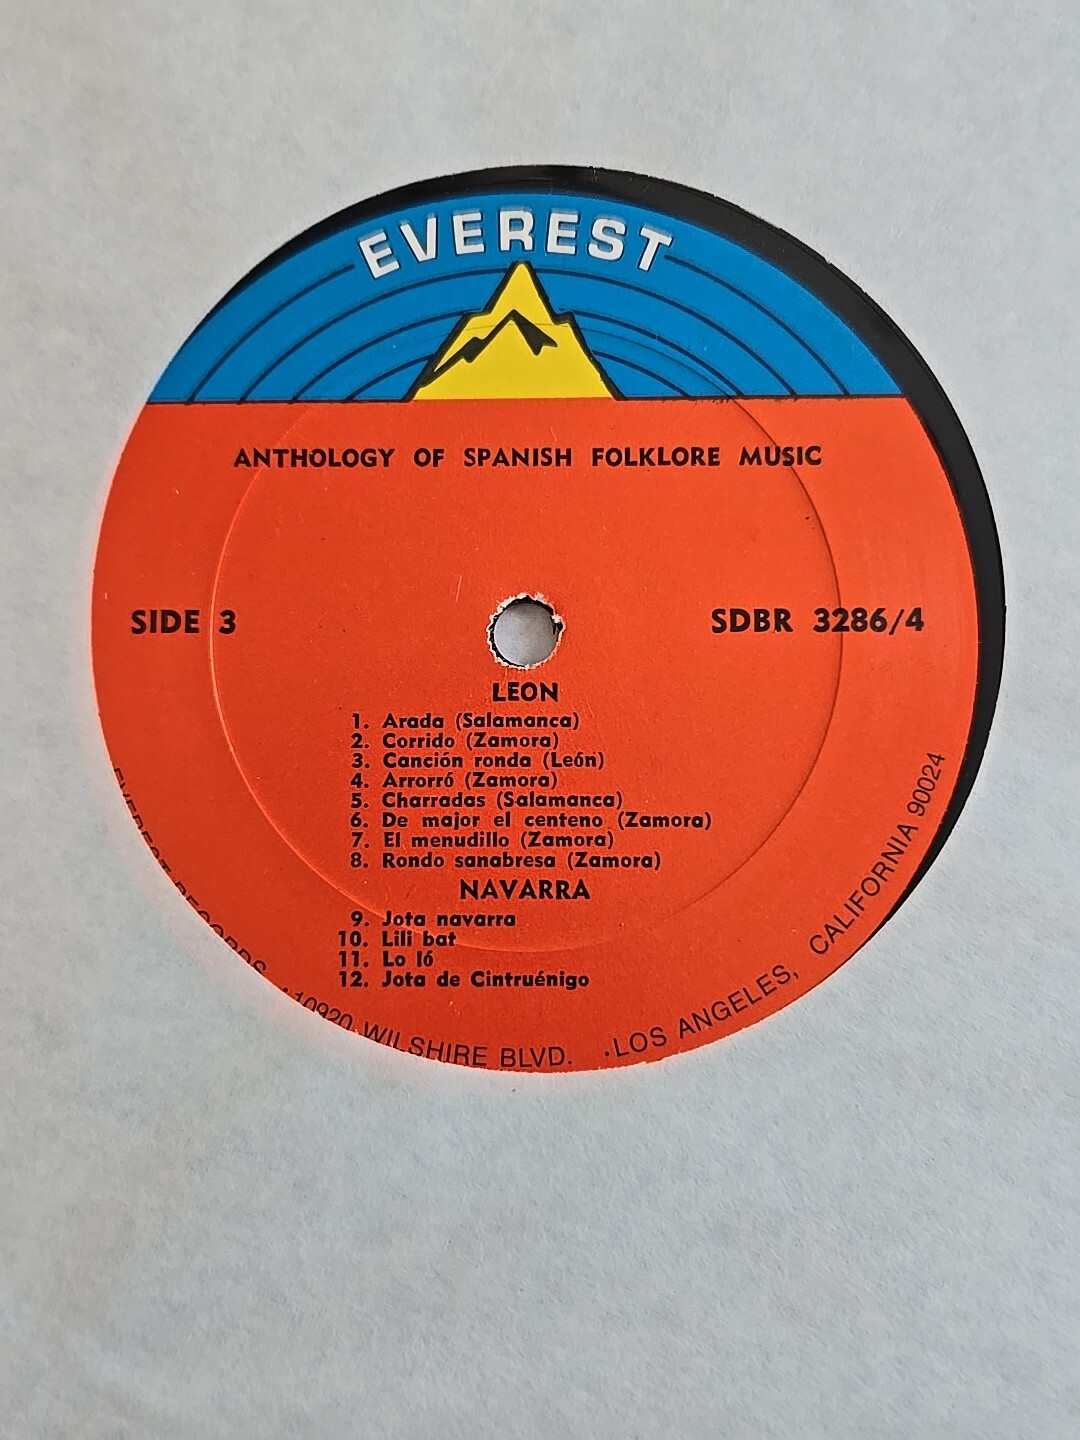 EVEREST
ANTHOLOGY OF SPANISH FOLKLORE MUSIC
SIDE 3
SDBR 3286/4
LEON
1. Arada (Salamanca)
2. Corrido (Zamora)
3. Canción ronda (León)
4. Arrorró (Zamora)
5. Charradas (Salamanca)
6. De major el centeno (Zamora)
7. El menudillo (Zamora)
8. Rondo sanabresa (Zamora)
NAVARRA
9. Jota navarra
10. Lili bat
11. Lo ló
12. Jota de Cintruénigo
EVEREST RECORDS · 10920 WILSHIRE BLVD. · LOS ANGELES, CALIFORNIA 90024